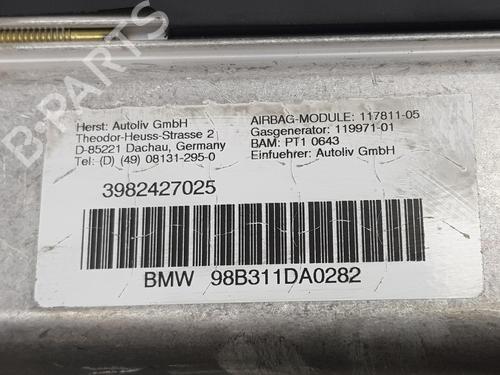 B-PARTS
Herst: Autoliv GmbH
Theodor-Heuss-Strasse 2
D-85221 Dachau, Germany
Tel: (D) (49) 08131-295-0
AIRBAG-MODULE: 117811-05
Gasgenerator: 119971-01
BAM: PT1 0643
Einfuehrer: Autoliv GmbH
3982427025
BMW 98B311DA0282